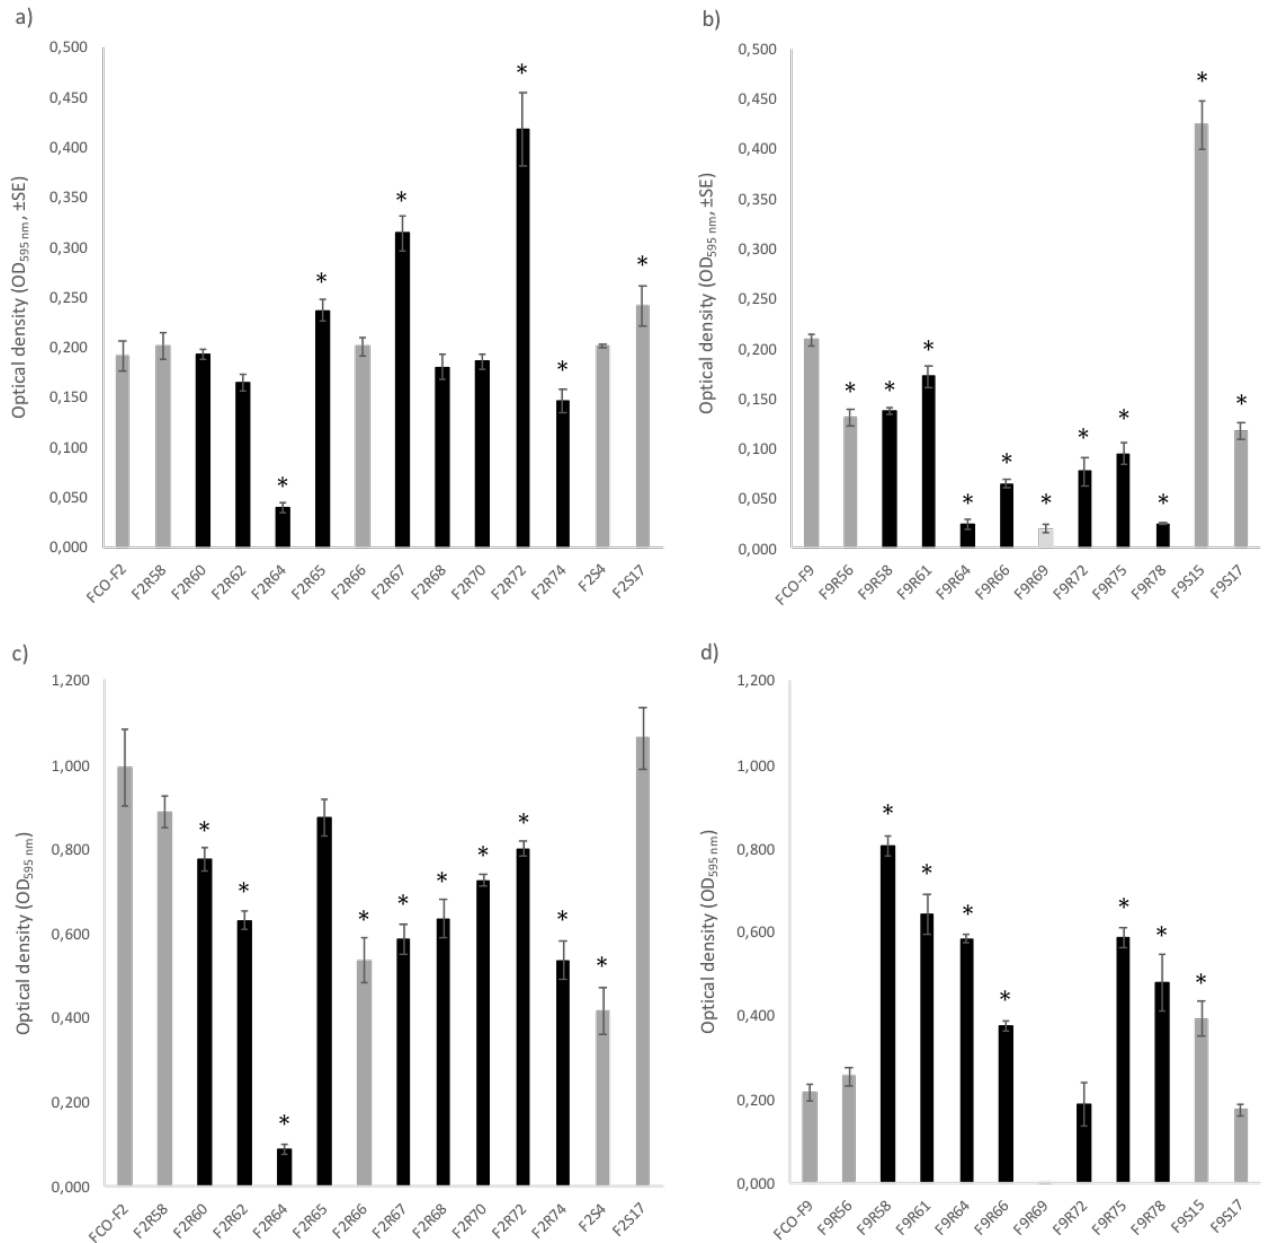 a)
Optical density (OD595 nm, ±SE)
0,500
0,450
0,400
0,350
0,300
0,250
0,200
0,150
0,100
0,050
0,000
* * * * * *
FCO-F2 F2R58 F2R60 F2R62 F2R64 F2R65 F2R66 F2R67 F2R68 F2R70 F2R72 F2R74 F2S4 F2S17
b)
Optical density (OD595 nm, ±SE)
0,500
0,450
0,400
0,350
0,300
0,250
0,200
0,150
0,100
0,050
0,000
* * * * * * * * * * *
FCO-F9 F9R56 F9R58 F9R61 F9R64 F9R66 F9R69 F9R72 F9R75 F9R78 F9S15 F9S17
c)
Optical density (OD595 nm)
1,200
1,000
0,800
0,600
0,400
0,200
0,000
* * * * * * * * * *
FCO-F2 F2R58 F2R60 F2R62 F2R64 F2R65 F2R66 F2R67 F2R68 F2R70 F2R72 F2R74 F2S4 F2S17
d)
Optical density (OD595 nm)
1,200
1,000
0,800
0,600
0,400
0,200
0,000
* * * * * * *
FCO-F9 F9R56 F9R58 F9R61 F9R64 F9R66 F9R69 F9R72 F9R75 F9R78 F9S15 F9S17